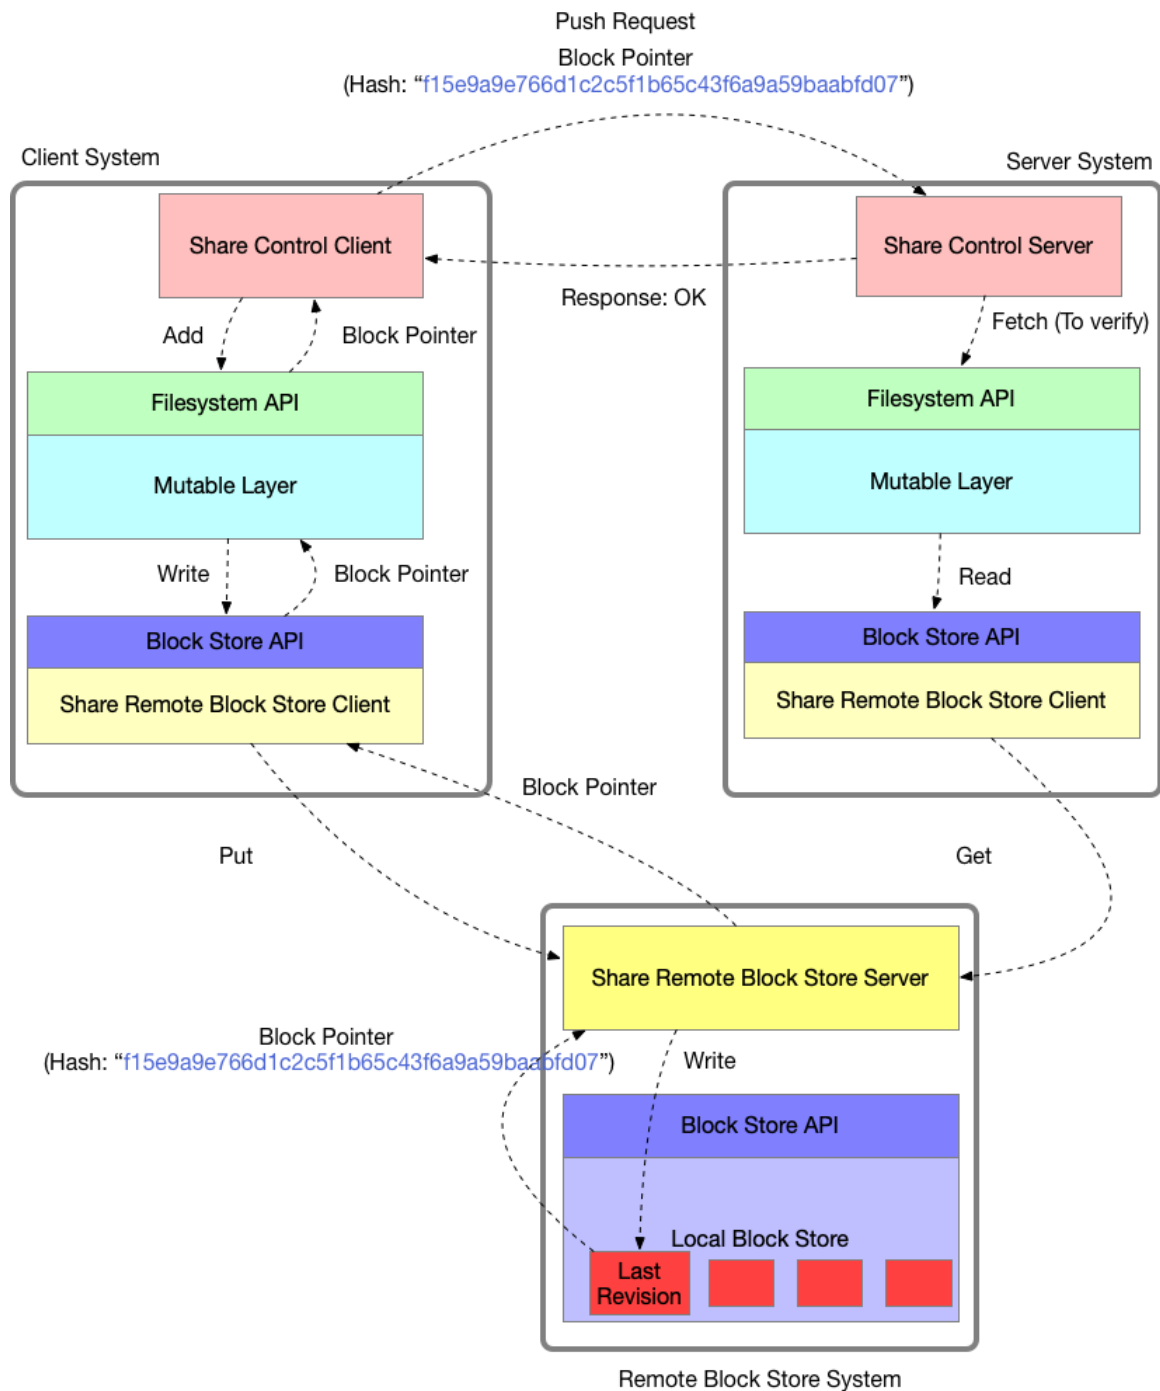 Push Request
Block Pointer
(Hash: “f15e9a9e766d1c2c5f1b65c43f6a9a59baabfd07”)
Client System
Server System
Share Control Client
Share Control Server
Response: OK
Add
Block Pointer
Fetch (To verify)
Filesystem API
Filesystem API
Mutable Layer
Mutable Layer
Write
Block Pointer
Read
Block Store API
Block Store API
Share Remote Block Store Client
Share Remote Block Store Client
Block Pointer
Put
Get
Share Remote Block Store Server
Block Pointer
(Hash: “f15e9a9e766d1c2c5f1b65c43f6a9a59baabfd07”)
Write
Block Store API
Local Block Store
Last
Revision
Remote Block Store System